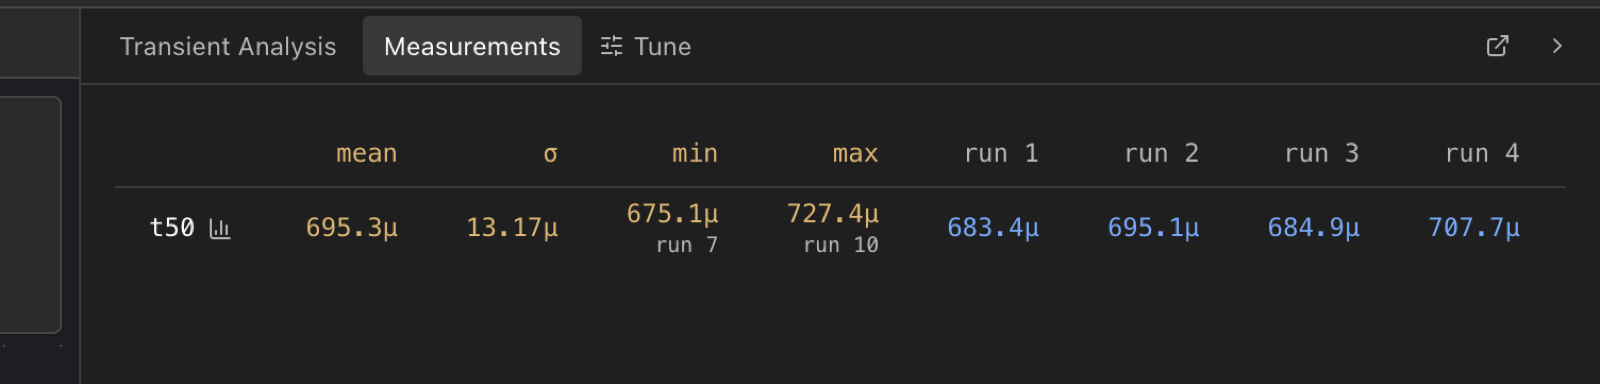 Transient Analysis Measurements Tune
mean σ min max run 1 run 2 run 3 run 4
t50 695.3μ 13.17μ 675.1μ 727.4μ 683.4μ 695.1μ 684.9μ 707.7μ
run 7 run 10